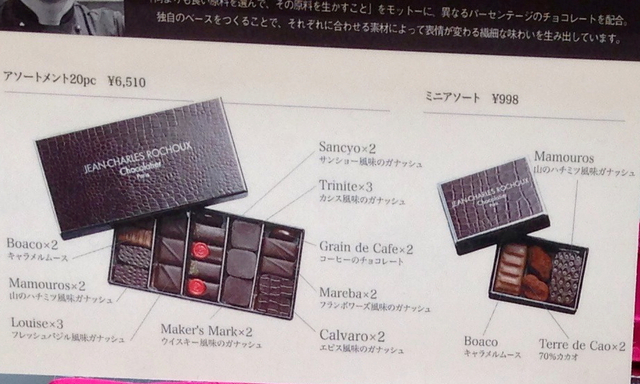 な原料を選んで、その原料を生かすこと」をモットーに、異なるパーセンテージのチョコレートを配合。
独自のベースをつくることで、それぞれに合わせる素材によって表情が変わる繊細な味わいを生み出しています。
アソートメント20pc ¥6,510
ミニアソート ¥998
JEAN-CHARLES ROCHOUX
Chocolatier
Paris
Sancyo×2
サンショー風味のガナッシュ
Trinite×3
カシス風味のガナッシュ
Grain de Cafe×2
コーヒーのチョコレート
Mareba×2
フランボワーズ風味のガナッシュ
Calvaro×2
エピス風味のガナッシュ
Boaco×2
キャラメルムース
Mamouros×2
山のハチミツ風味ガナッシュ
Louise×3
フレッシュバジル風味ガナッシュ
Maker's Mark×2
ウイスキー風味のガナッシュ
Mamouros
山のハチミツ風味ガナッシュ
JEAN-CHARLES ROCHOUX
Chocolatier
Paris
Boaco
キャラメルムース
Terre de Cao×2
70%カカオ